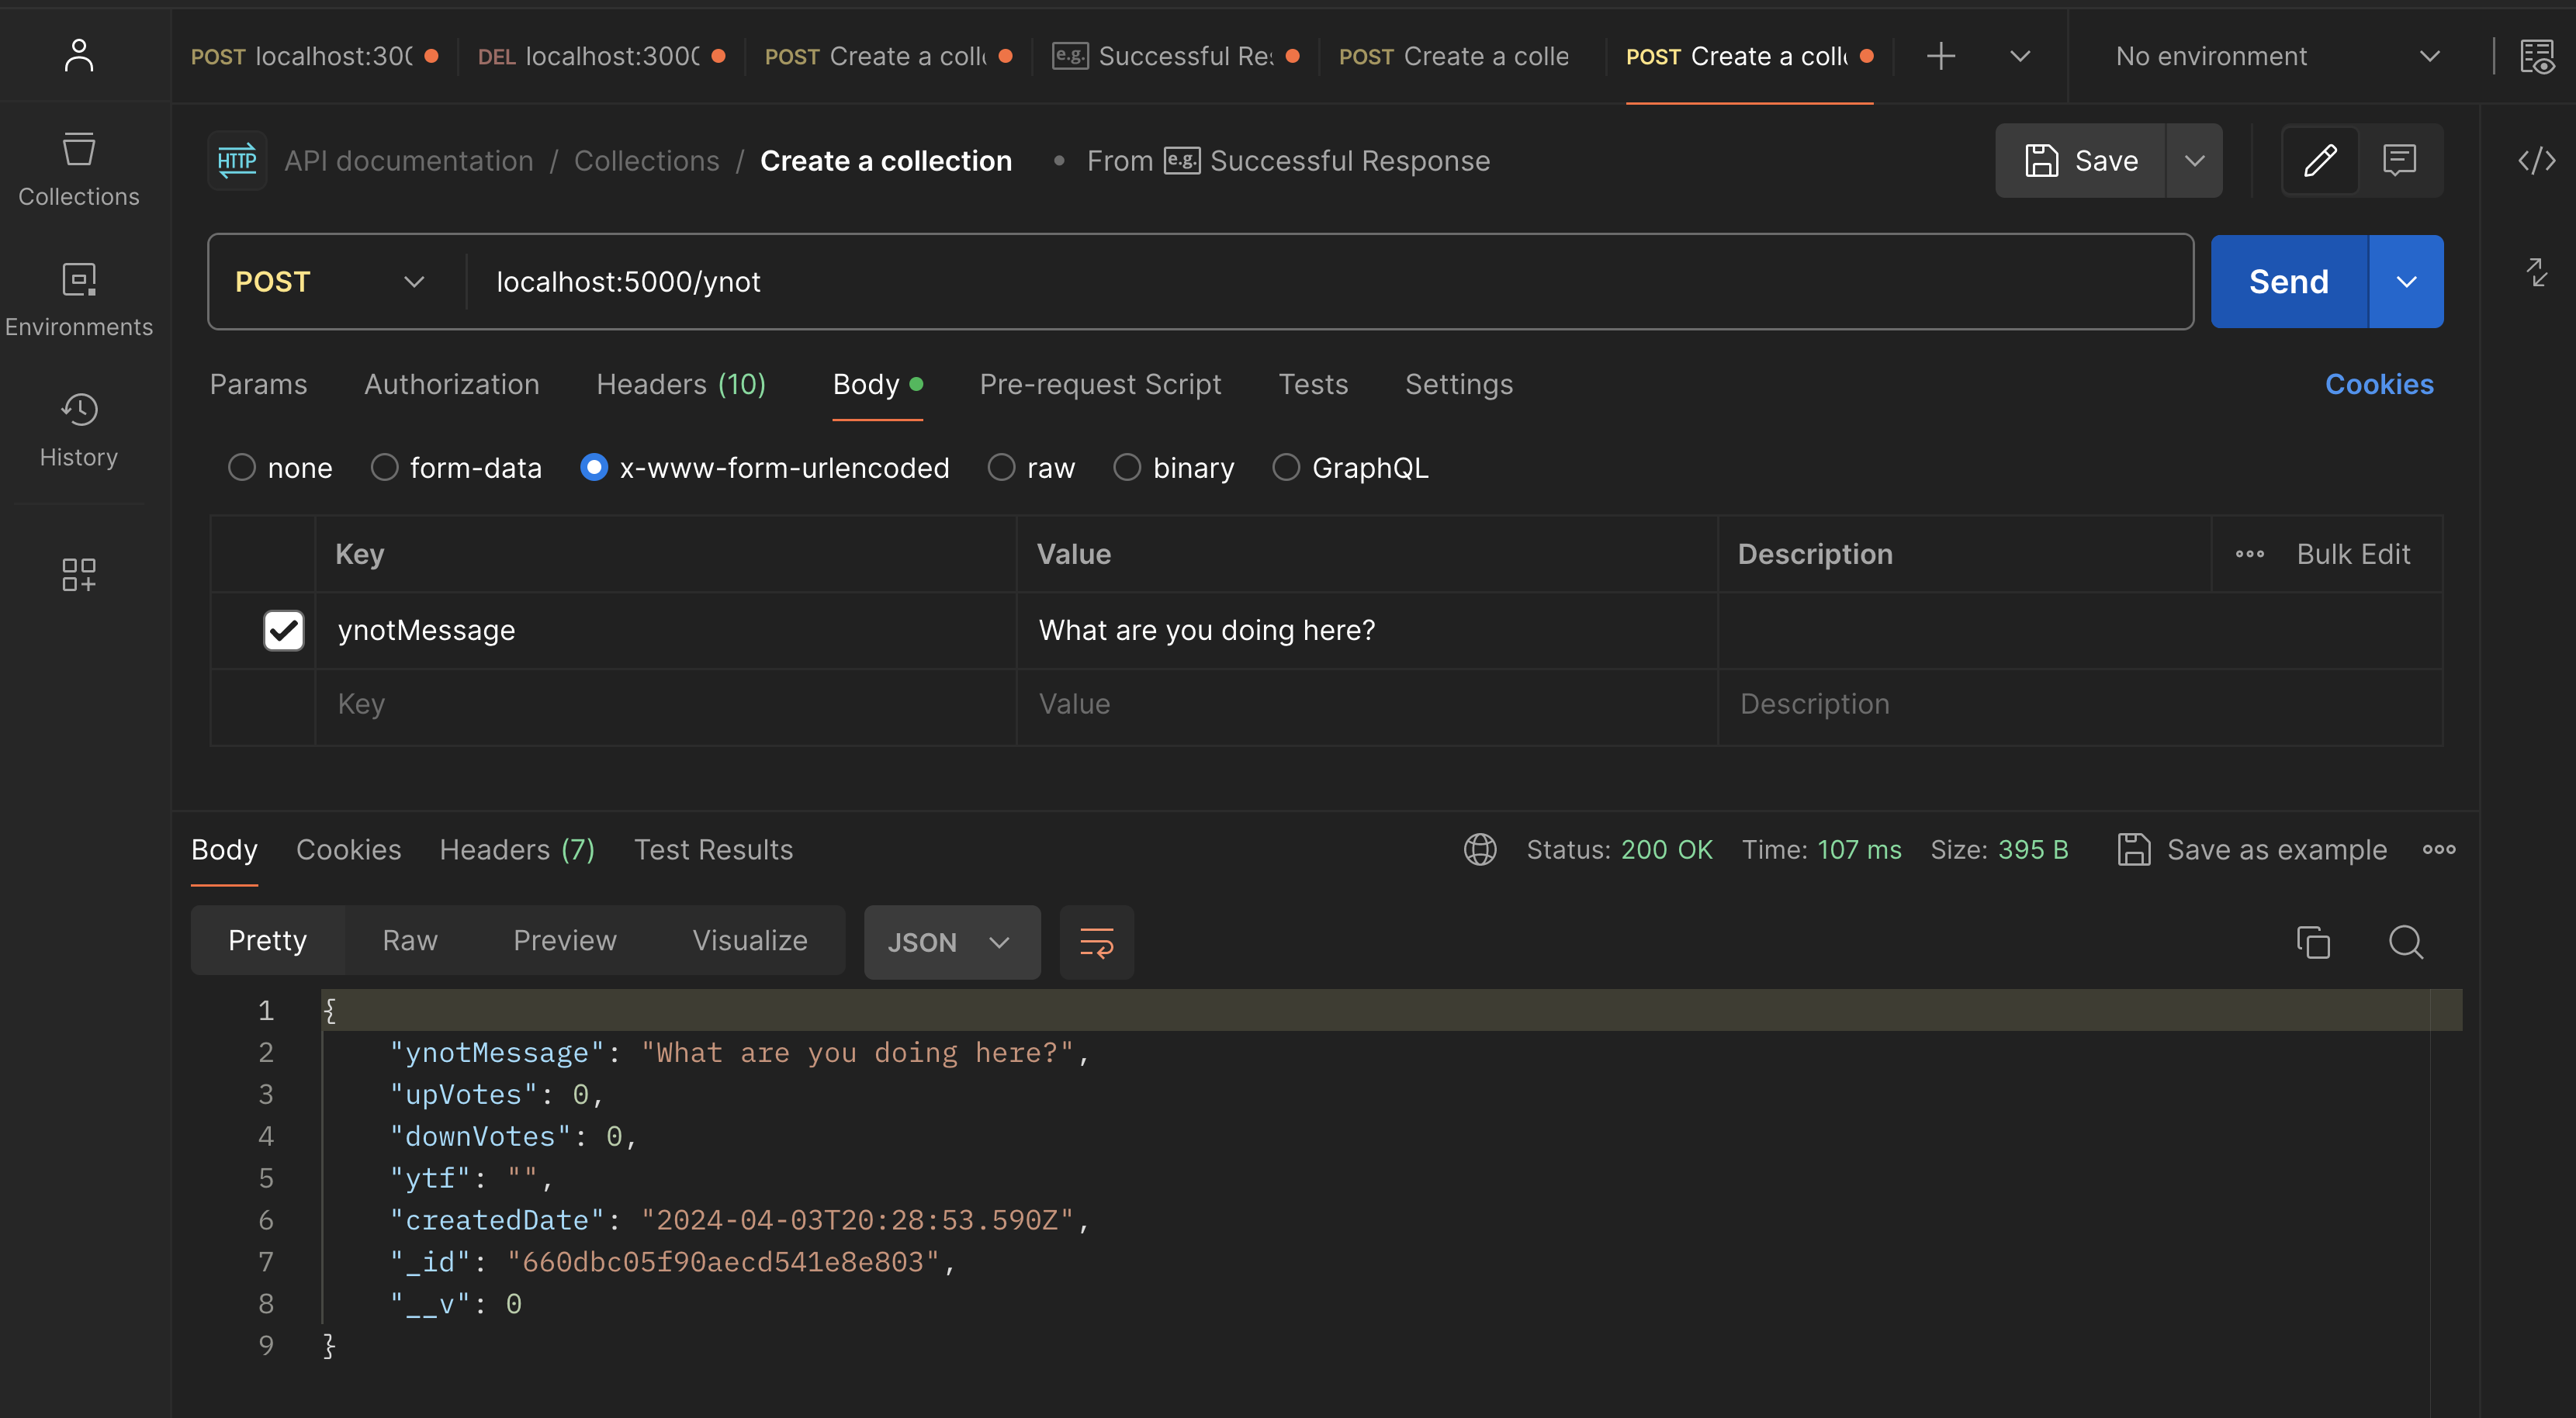 POST localhost:300 DEL localhost:300 POST Create a coll e.g. Successful Res POST Create a colle POST Create a coll No environment
HTTP API documentation / Collections / Create a collection • From e.g. Successful Response Save </>
Collections
POST localhost:5000/ynot Send
Environments
Params Authorization Headers (10) Body Pre-request Script Tests Settings Cookies
History
none form-data x-www-form-urlencoded raw binary GraphQL
Key Value Description Bulk Edit
ynotMessage What are you doing here?
Key Value Description
Body Cookies Headers (7) Test Results Status: 200 OK Time: 107 ms Size: 395 B Save as example
Pretty Raw Preview Visualize JSON
1 {
2 "ynotMessage": "What are you doing here?",
3 "upVotes": 0,
4 "downVotes": 0,
5 "ytf": "",
6 "createdDate": "2024-04-03T20:28:53.590Z",
7 "_id": "660dbc05f90aecd541e8e803",
8 "__v": 0
9 }